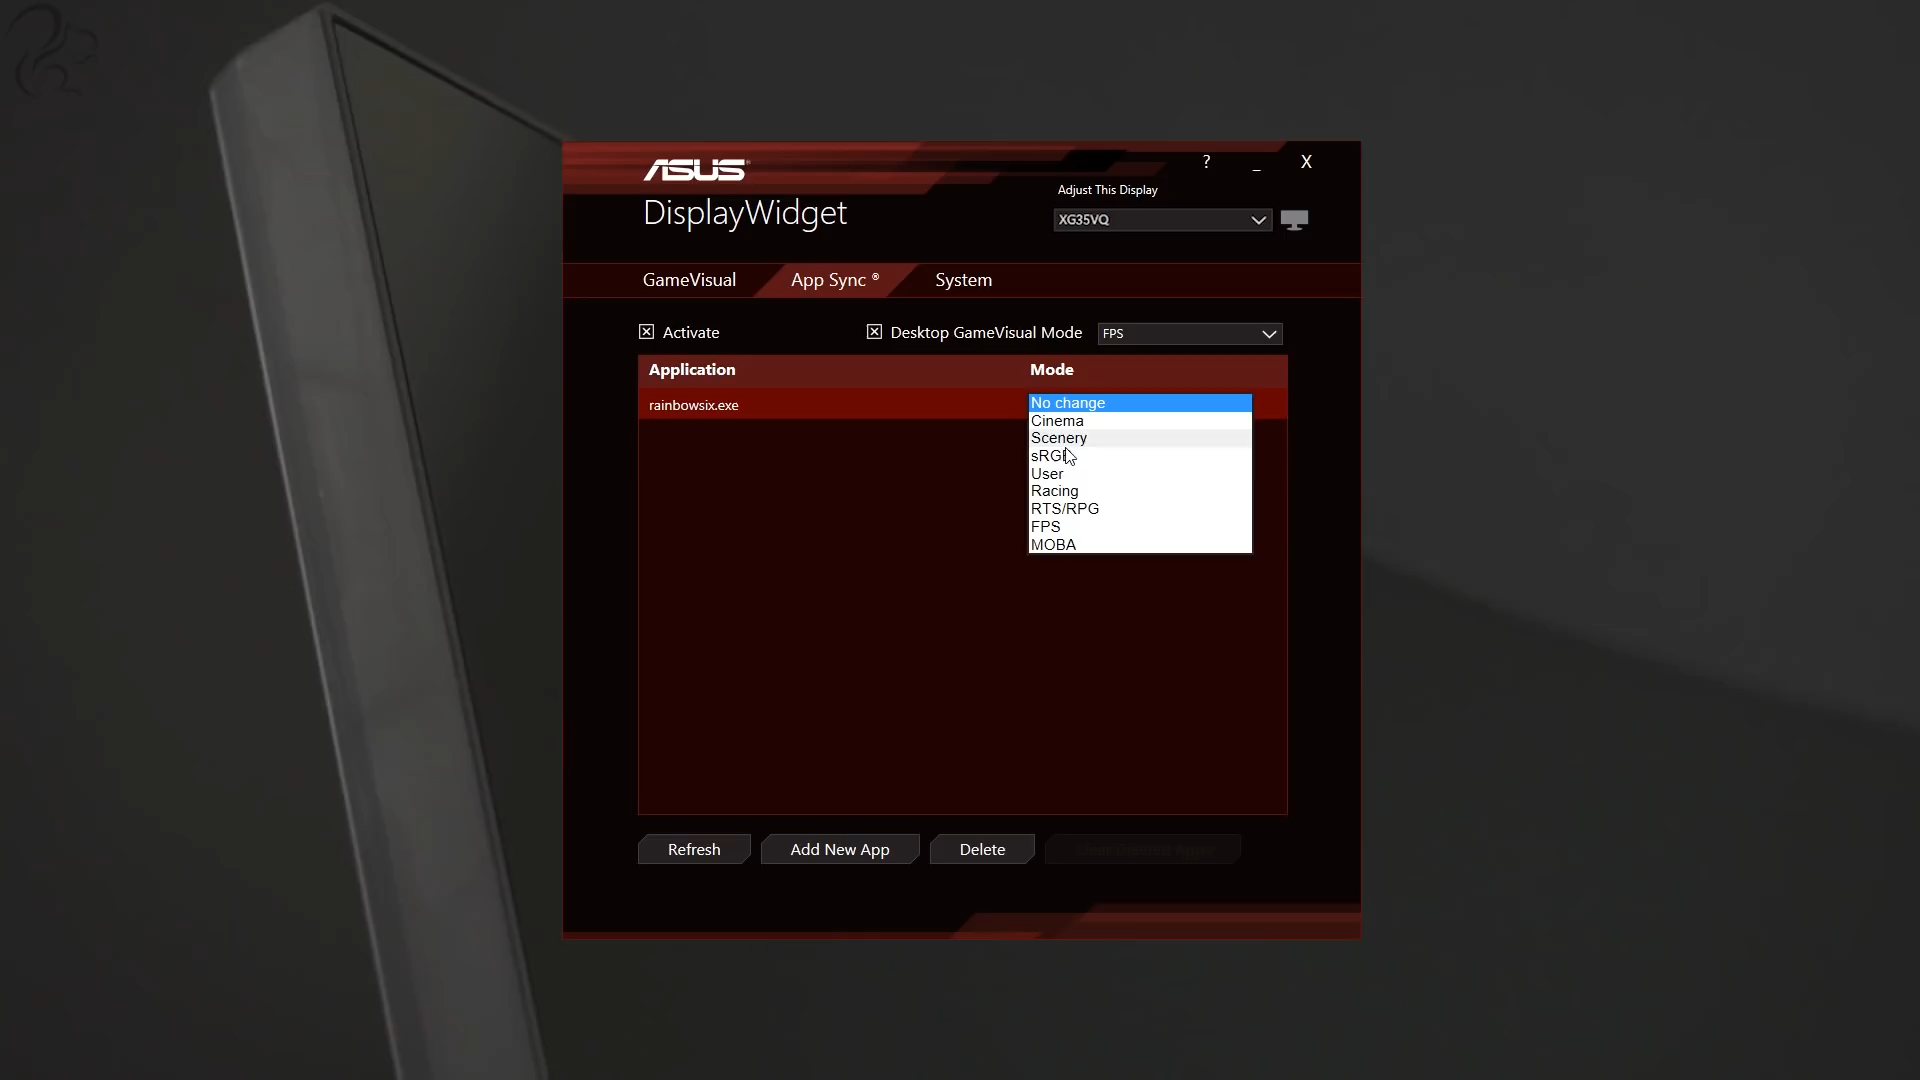 ASUS
DisplayWidget
? _ X
Adjust This Display
XG35VQ
GameVisual
App Sync ®
System
Activate
Desktop GameVisual Mode
FPS
Application
Mode
rainbowsix.exe
No change
Cinema
Scenery
User
Racing
RTS/RPG
FPS
MOBA
Refresh
Add New App
Delete